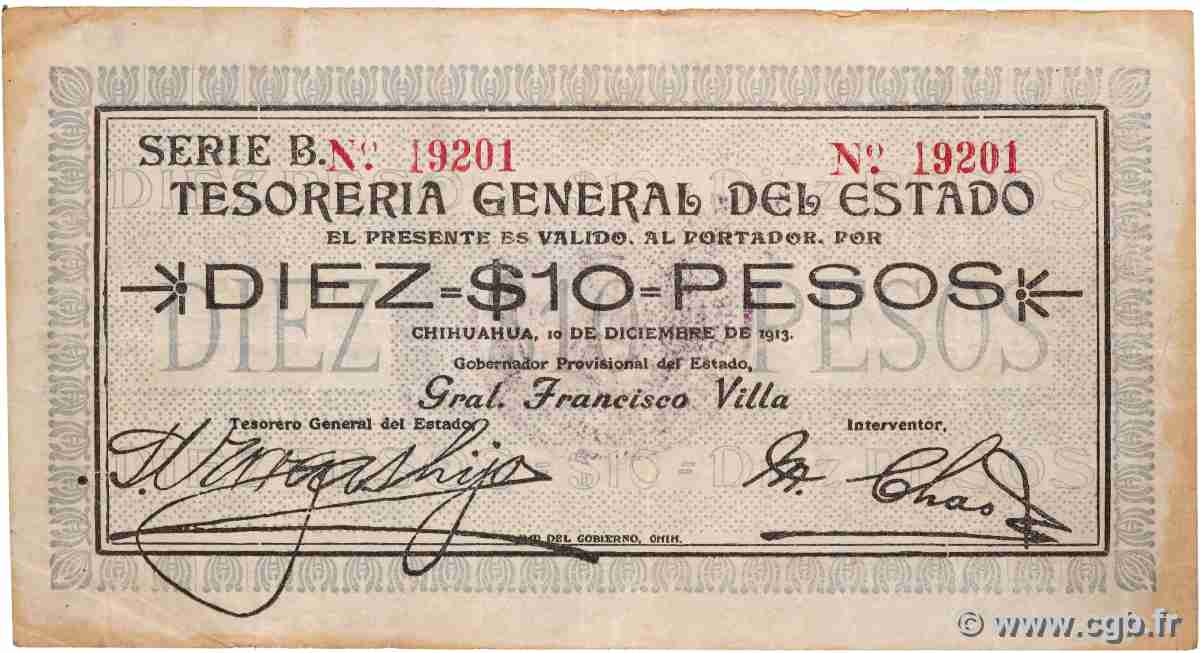 SERIE B. Nº. 19201 Nº. 19201
TESORERIA GENERAL DEL ESTADO
EL PRESENTE ES VALIDO. AL PORTADOR. POR
DIEZ=$10=PESOS
DIEZ $10 PESOS
CHIHUAHUA, 10 DE DICIEMBRE DE 1913.
Gobernador Provisional del Estado,
Gral. Francisco Villa
Tesorero General del Estado, Interventor,
M. Chao
DEL GOBIERNO, CHIH.
© www.cgb.fr